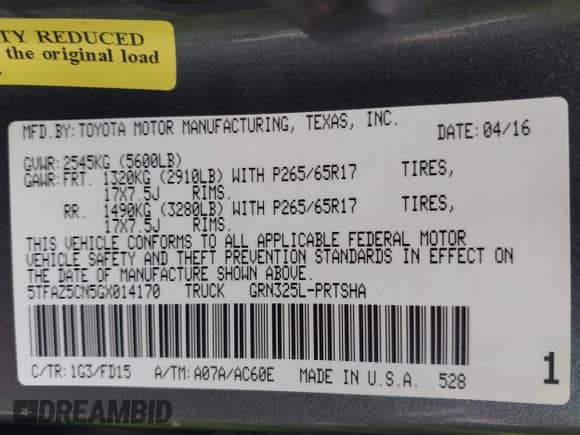 TY REDUCED
the original load
MFD.BY: TOYOTA MOTOR MANUFACTURING, TEXAS, INC.
DATE: 04/16
GVWR: 2545KG (5600LB)
GAWR: FRT. 1320KG (2910LB) WITH P265/65R17 TIRES,
17X7.5J RIMS.
RR. 1490KG (3280LB) WITH P265/65R17 TIRES,
17X7.5J RIMS.
THIS VEHICLE CONFORMS TO ALL APPLICABLE FEDERAL MOTOR
VEHICLE SAFETY AND THEFT PREVENTION STANDARDS IN EFFECT ON
THE DATE OF MANUFACTURE SHOWN ABOVE.
5TFAZ5CN5GX014170 TRUCK GRN325L-PRTSHA
C/TR: 1G3/FD15 A/TM: A07A/AC60E MADE IN U.S.A. 528
1
DREAMBID